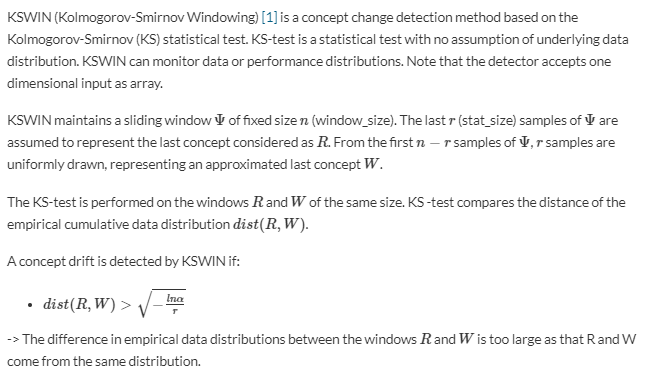 KSWIN (Kolmogorov-Smirnov Windowing) [1] is a concept change detection method based on the
Kolmogorov-Smirnov (KS) statistical test. KS-test is a statistical test with no assumption of underlying data
distribution. KSWIN can monitor data or performance distributions. Note that the detector accepts one
dimensional input as array.
KSWIN maintains a sliding window Ψ of fixed size n (window_size). The last r (stat_size) samples of Ψ are
assumed to represent the last concept considered as R. From the first n − r samples of Ψ, r samples are
uniformly drawn, representing an approximated last concept W.
The KS-test is performed on the windows R and W of the same size. KS -test compares the distance of the
empirical cumulative data distribution dist(R, W).
A concept drift is detected by KSWIN if:
• dist(R, W) > √(−lnα/r)
-> The difference in empirical data distributions between the windows R and W is too large as that R and W
come from the same distribution.